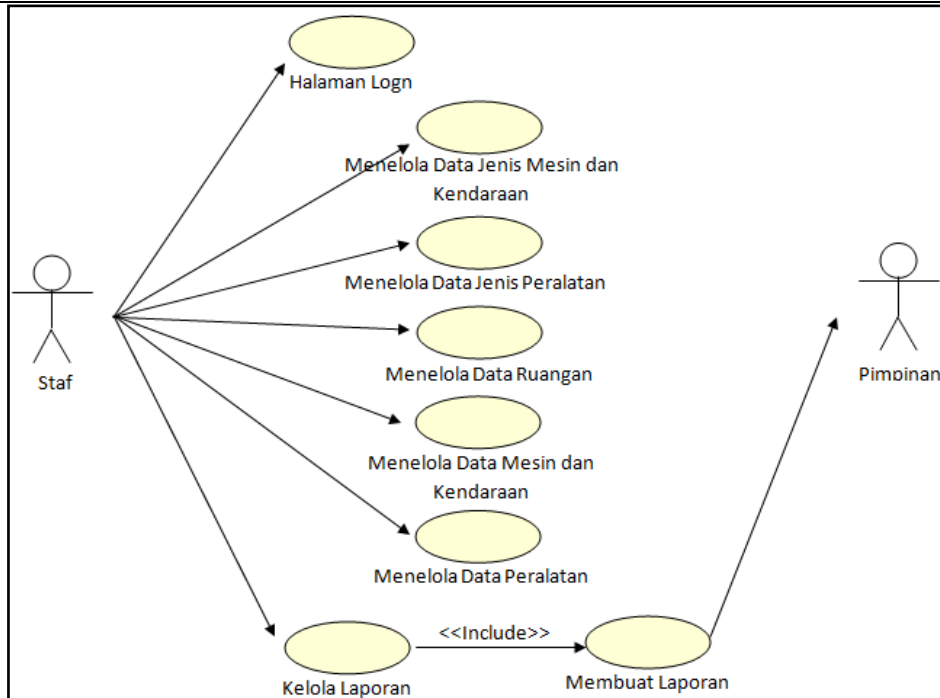 Halaman Logn
Menelola Data Jenis Mesin dan
Kendaraan
Menelola Data Jenis Peralatan
Staf
Menelola Data Ruangan
Pimpinan
Menelola Data Mesin dan
Kendaraan
Menelola Data Peralatan
<<Include>>
Kelola Laporan
Membuat Laporan